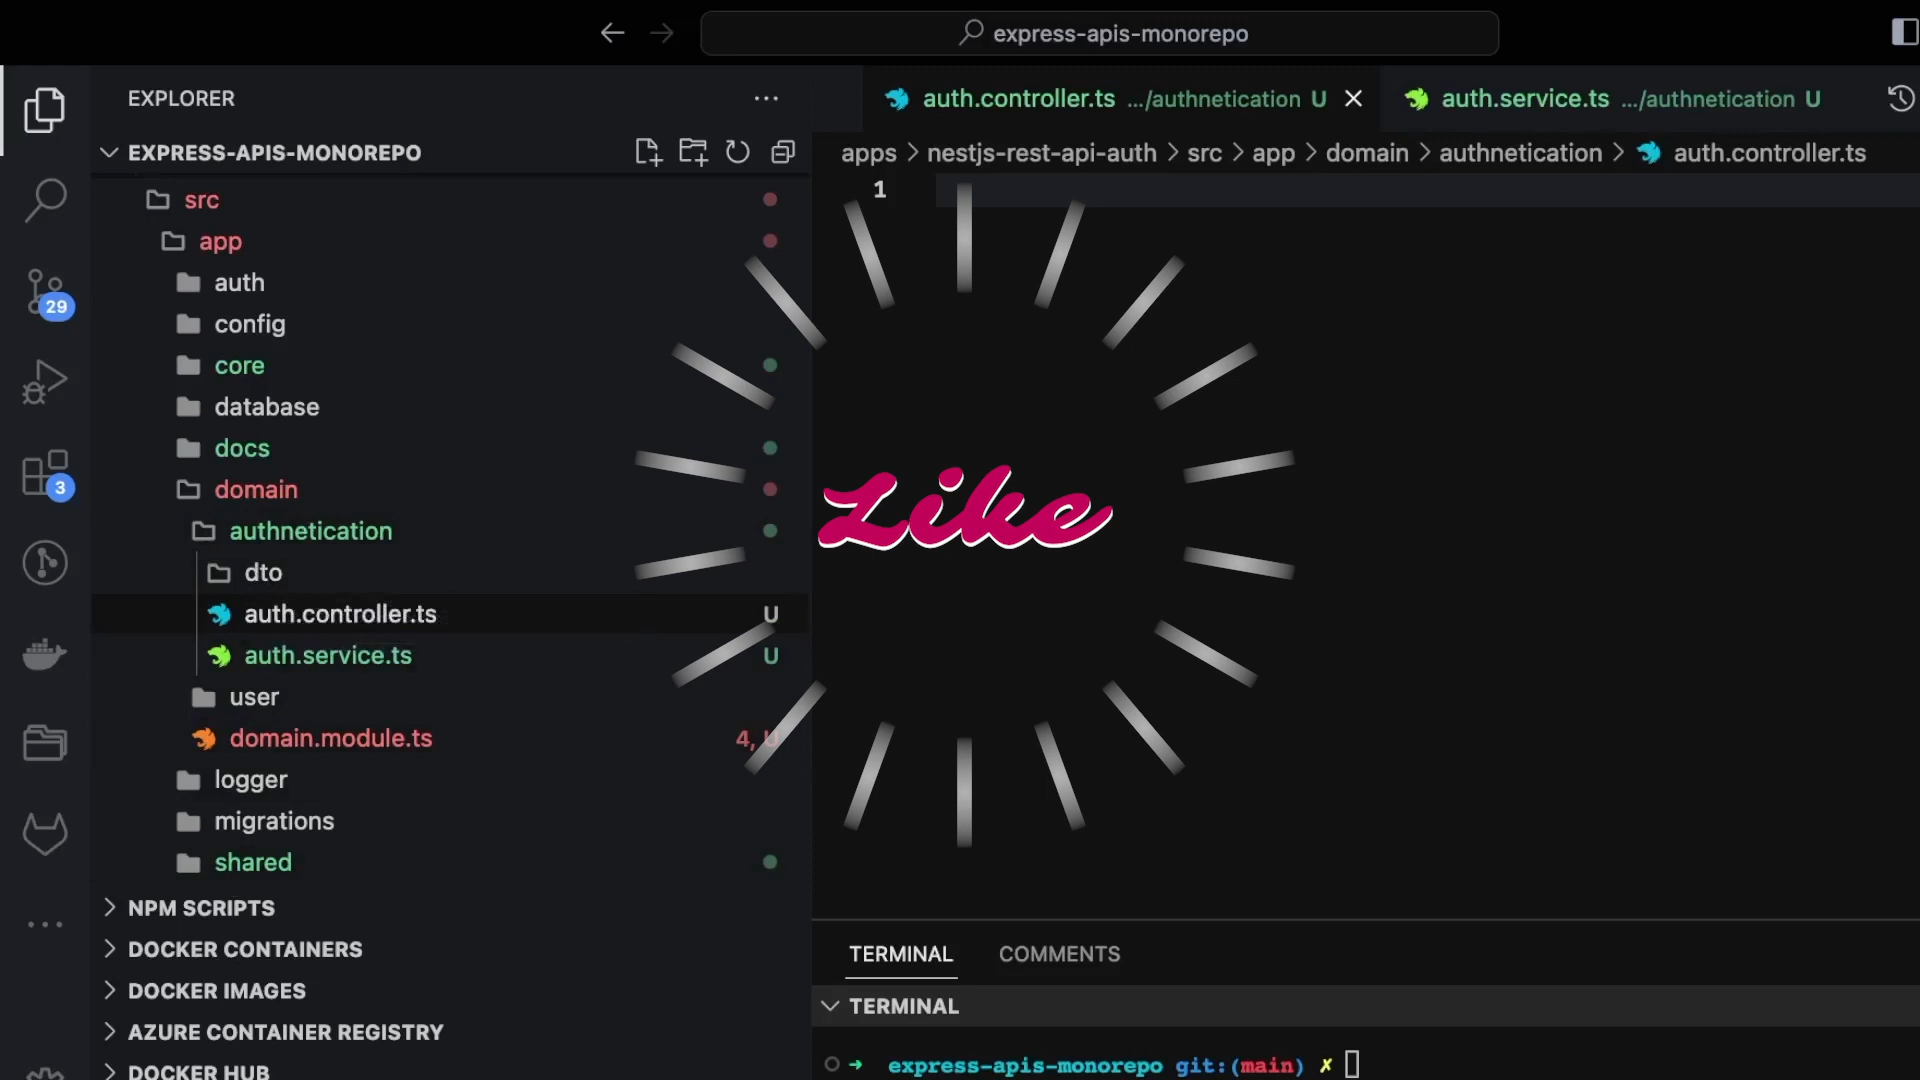 express-apis-monorepo
EXPLORER
EXPRESS-APIS-MONOREPO
src
app
auth
config
core
database
docs
domain
authnetication
dto
auth.controller.ts U
auth.service.ts U
user
domain.module.ts 4, U
logger
migrations
shared
NPM SCRIPTS
DOCKER CONTAINERS
DOCKER IMAGES
AZURE CONTAINER REGISTRY
DOCKER HUB
29
3
auth.controller.ts .../authnetication U
auth.service.ts .../authnetication U
apps > nestjs-rest-api-auth > src > app > domain > authnetication > auth.controller.ts
1
Like
TERMINAL
COMMENTS
TERMINAL
express-apis-monorepo git:(main) ✗